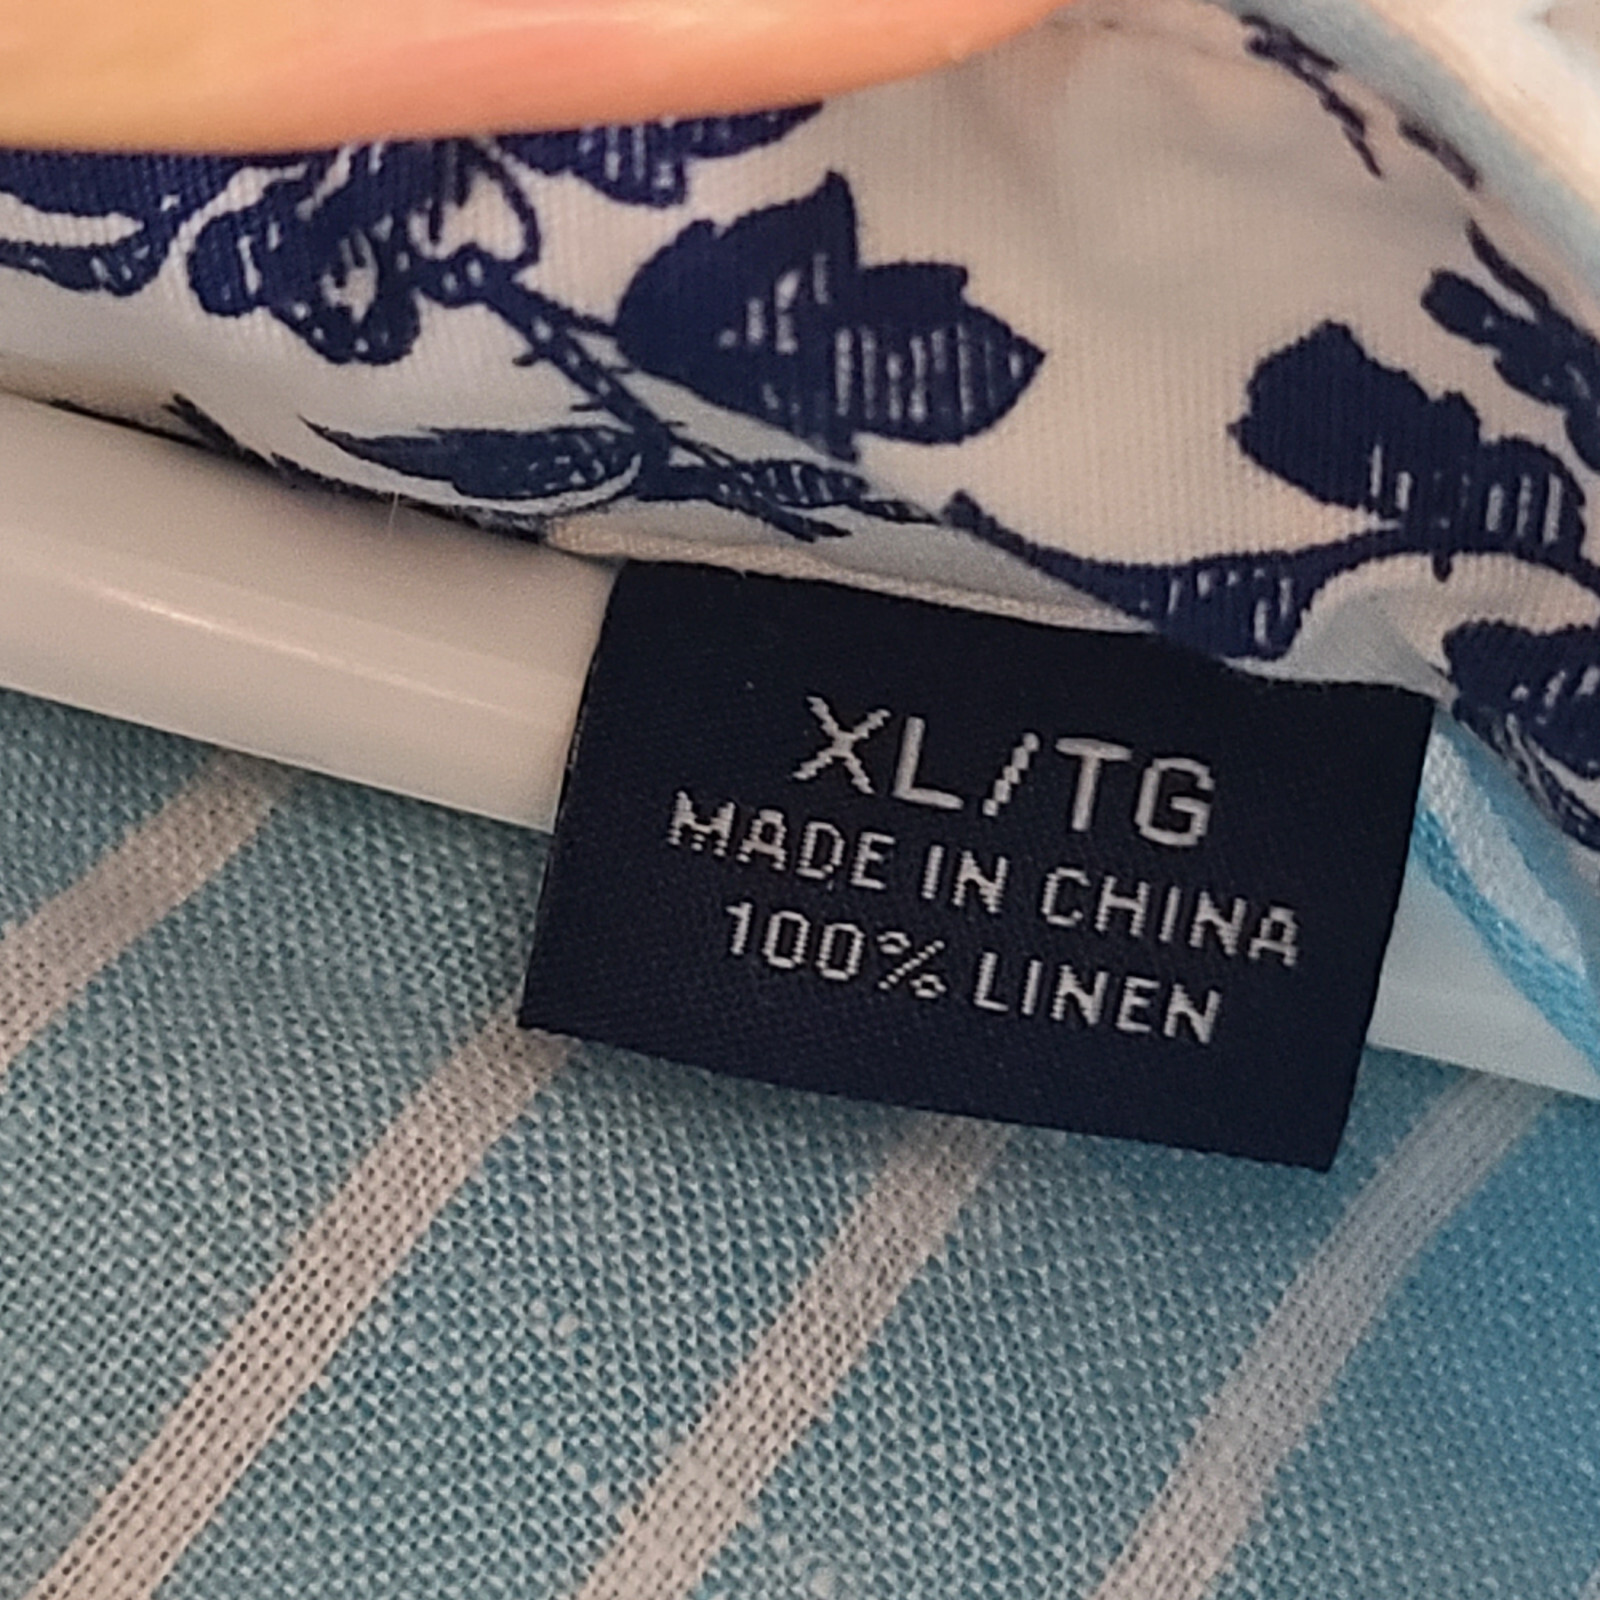 XL/TG
MADE IN CHINA
100% LINEN